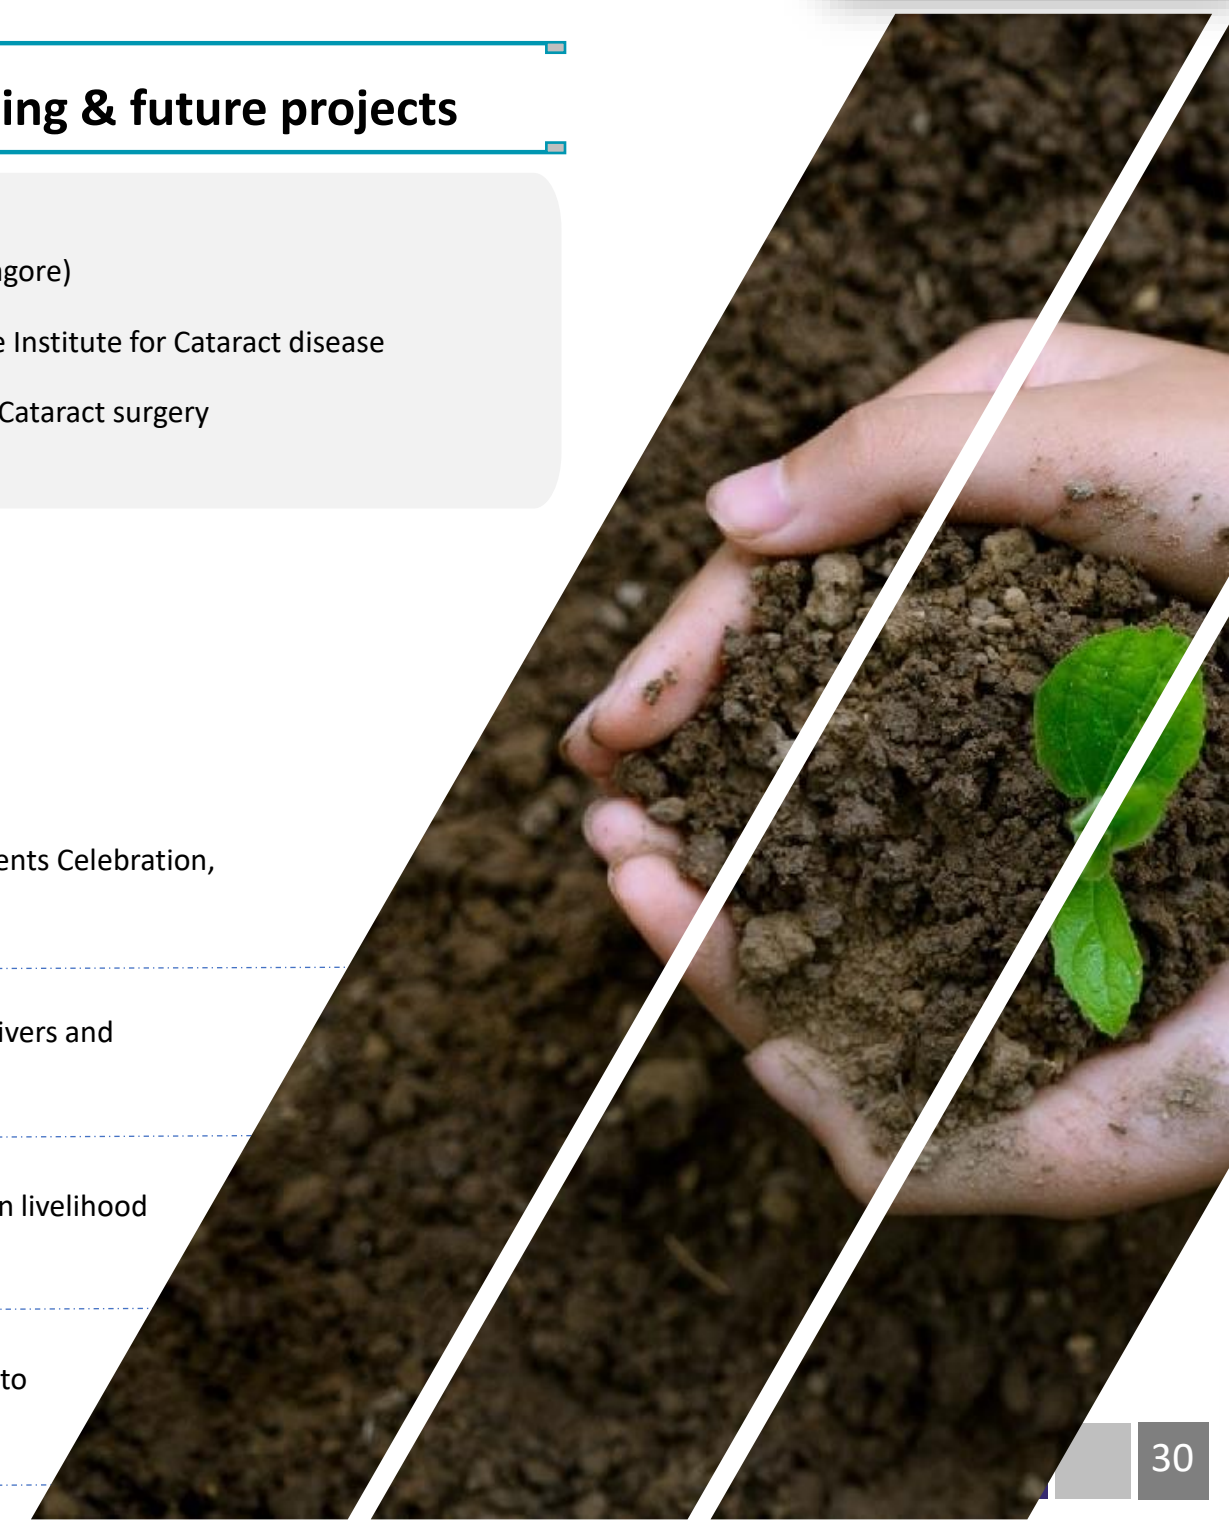 ing & future projects
gore)
Institute for Cataract disease
Cataract surgery
ents Celebration,
ivers and
n livelihood
to
30